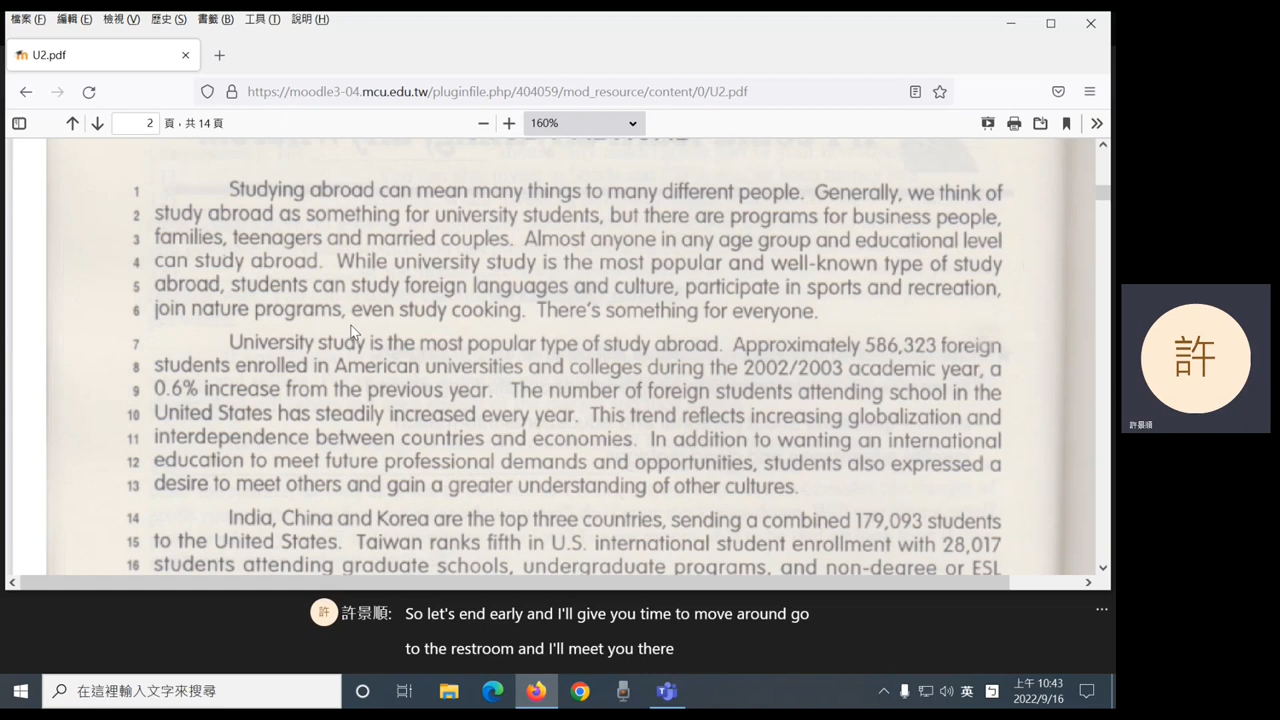 檔案 (F) 編輯 (E) 檢視 (V) 歷史 (S) 書籤 (B) 工具 (T) 說明 (H)
U2.pdf
https://moodle3-04.mcu.edu.tw/pluginfile.php/404059/mod_resource/content/0/U2.pdf
2 頁，共 14 頁 160%
1 Studying abroad can mean many things to many different people. Generally, we think of
2 study abroad as something for university students, but there are programs for business people,
3 families, teenagers and married couples. Almost anyone in any age group and educational level
4 can study abroad. While university study is the most popular and well-known type of study
5 abroad, students can study foreign languages and culture, participate in sports and recreation,
6 join nature programs, even study cooking. There's something for everyone.
7 University study is the most popular type of study abroad. Approximately 586,323 foreign
8 students enrolled in American universities and colleges during the 2002/2003 academic year, a
9 0.6% increase from the previous year. The number of foreign students attending school in the
10 United States has steadily increased every year. This trend reflects increasing globalization and
11 interdependence between countries and economies. In addition to wanting an international
12 education to meet future professional demands and opportunities, students also expressed a
13 desire to meet others and gain a greater understanding of other cultures.
14 India, China and Korea are the top three countries, sending a combined 179,093 students
15 to the United States. Taiwan ranks fifth in U.S. international student enrollment with 28,017
16 students attending graduate schools, undergraduate programs, and non-degree or ESL
許
許景順
許 許景順: So let's end early and I'll give you time to move around go
to the restroom and I'll meet you there
在這裡輸入文字來搜尋
英
上午 10:43
2022/9/16